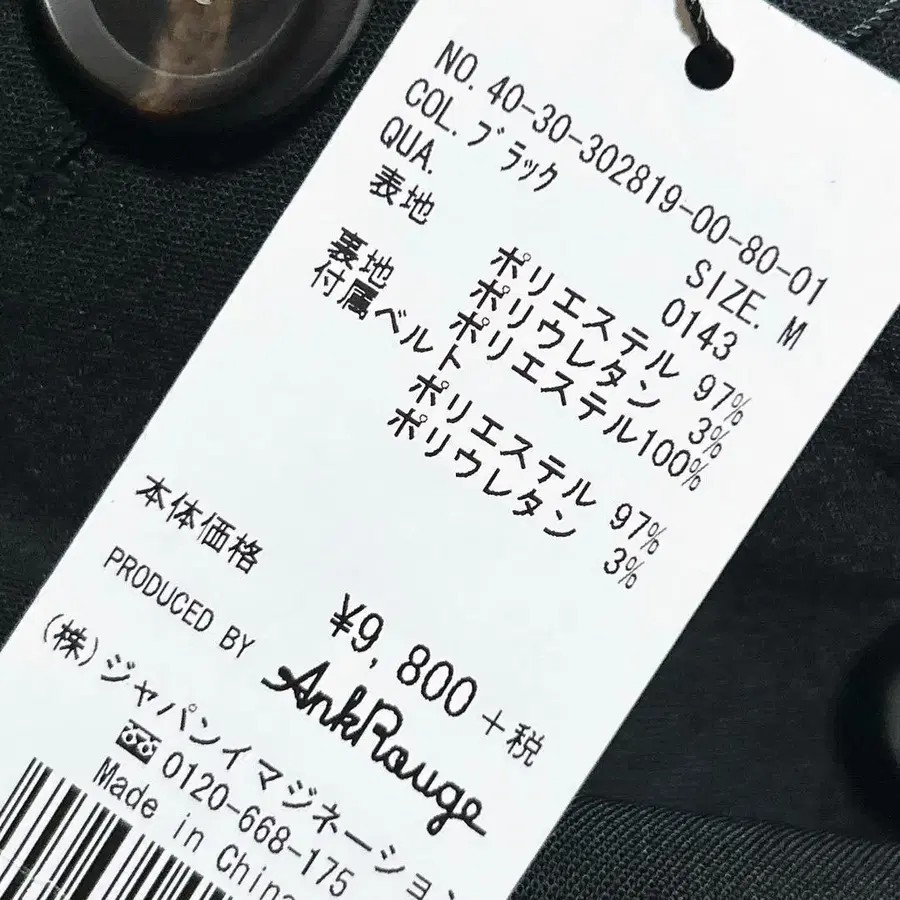 NO. 40-30-302819-00-80-01
COL. ブラック SIZE. M
QUA. 0143
表地 ポリエステル 97%
ポリウレタン 3%
裏地 ポリエステル100%
付属ベルト
ポリエステル 97%
ポリウレタン 3%
本体価格 ¥9,800+税
PRODUCED BY AnkRouge
(株)ジャパンイマジネーション
0120-668-175
Made in China